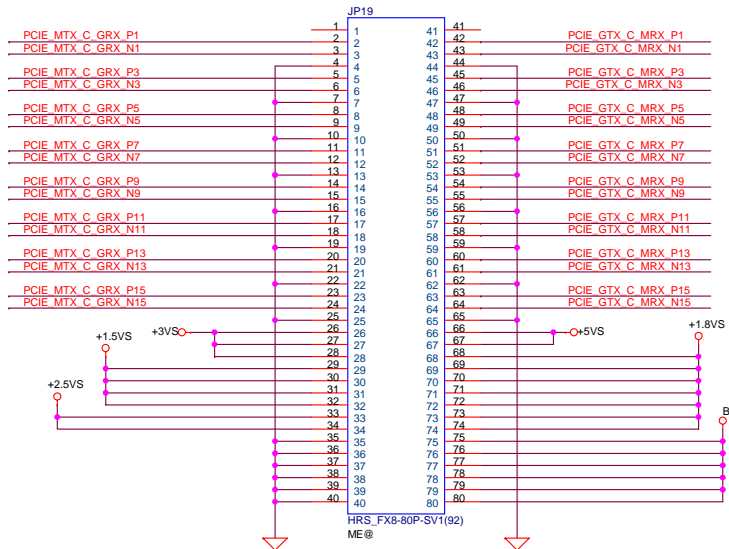 JP19
1 1 41 41
PCIE_MTX_C_GRX_P1 2 2 42 42 PCIE_GTX_C_MRX_P1
PCIE_MTX_C_GRX_N1 3 3 43 43 PCIE_GTX_C_MRX_N1
4 4 44 44
PCIE_MTX_C_GRX_P3 5 5 45 45 PCIE_GTX_C_MRX_P3
PCIE_MTX_C_GRX_N3 6 6 46 46 PCIE_GTX_C_MRX_N3
7 7 47 47
PCIE_MTX_C_GRX_P5 8 8 48 48 PCIE_GTX_C_MRX_P5
PCIE_MTX_C_GRX_N5 9 9 49 49 PCIE_GTX_C_MRX_N5
10 10 50 50
PCIE_MTX_C_GRX_P7 11 11 51 51 PCIE_GTX_C_MRX_P7
PCIE_MTX_C_GRX_N7 12 12 52 52 PCIE_GTX_C_MRX_N7
13 13 53 53
PCIE_MTX_C_GRX_P9 14 14 54 54 PCIE_GTX_C_MRX_P9
PCIE_MTX_C_GRX_N9 15 15 55 55 PCIE_GTX_C_MRX_N9
16 16 56 56
PCIE_MTX_C_GRX_P11 17 17 57 57 PCIE_GTX_C_MRX_P11
PCIE_MTX_C_GRX_N11 18 18 58 58 PCIE_GTX_C_MRX_N11
19 19 59 59
PCIE_MTX_C_GRX_P13 20 20 60 60 PCIE_GTX_C_MRX_P13
PCIE_MTX_C_GRX_N13 21 21 61 61 PCIE_GTX_C_MRX_N13
22 22 62 62
PCIE_MTX_C_GRX_P15 23 23 63 63 PCIE_GTX_C_MRX_P15
PCIE_MTX_C_GRX_N15 24 24 64 64 PCIE_GTX_C_MRX_N15
25 25 65 65
+3VS 26 26 66 66 +5VS
+1.5VS 27 27 67 67 +1.8VS
28 28 68 68
29 29 69 69
+2.5VS 30 30 70 70
31 31 71 71
32 32 72 72 B
33 33 73 73
34 34 74 74
35 35 75 75
36 36 76 76
37 37 77 77
38 38 78 78
39 39 79 79
40 40 80 80
HRS_FX8-80P-SV1(92)
ME@